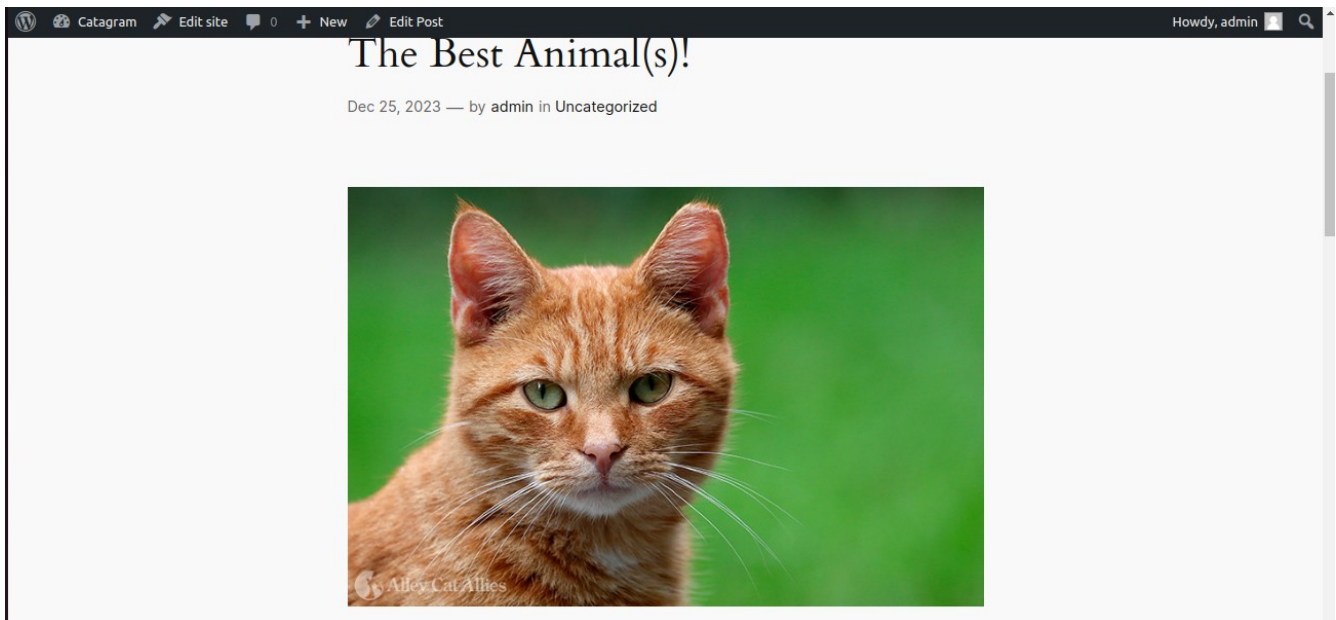 Catagram Edit site 0 New Edit Post Howdy, admin
The Best Animal(s)!
Dec 25, 2023 — by admin in Uncategorized
Alley Cat Allies